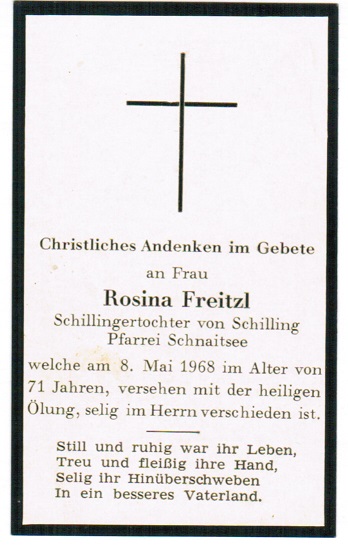 Christliches Andenken im Gebete
an Frau
Rosina Freitzl
Schillingertochter von Schilling
Pfarrei Schnaitsee
welche am 8. Mai 1968 im Alter von
71 Jahren, versehen mit der heiligen
Ölung, selig im Herrn verschieden ist.
Still und ruhig war ihr Leben,
Treu und fleißig ihre Hand,
Selig ihr Hinüberschweben
In ein besseres Vaterland.